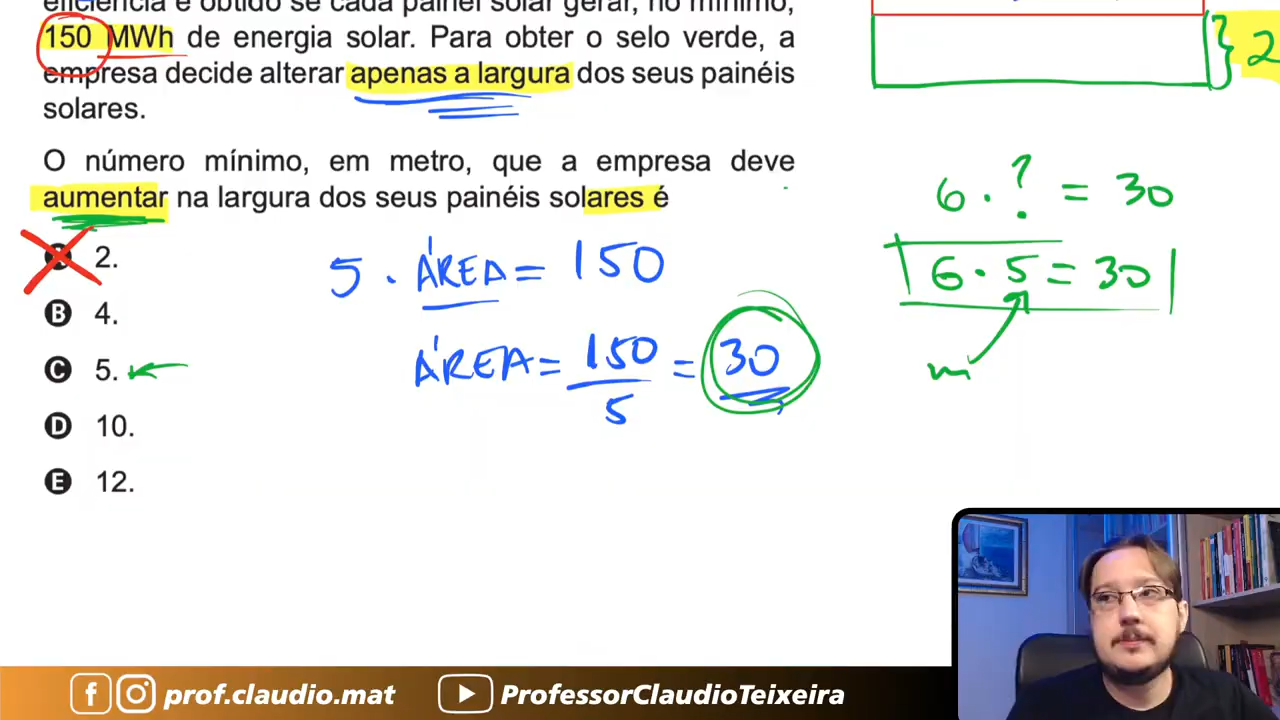 eficiência é obtido se cada painel solar gerar, no mínimo,
150 MWh de energia solar. Para obter o selo verde, a
empresa decide alterar apenas a largura dos seus painéis
solares.
O número mínimo, em metro, que a empresa deve
aumentar na largura dos seus painéis solares é
2.
B 4.
C 5.
D 10.
E 12.
5 . ÁREA = 150
ÁREA = 150/5 = 30
2
6 . ? = 30
6 . 5 = 30
m
prof.claudio.mat
ProfessorClaudioTeixeira